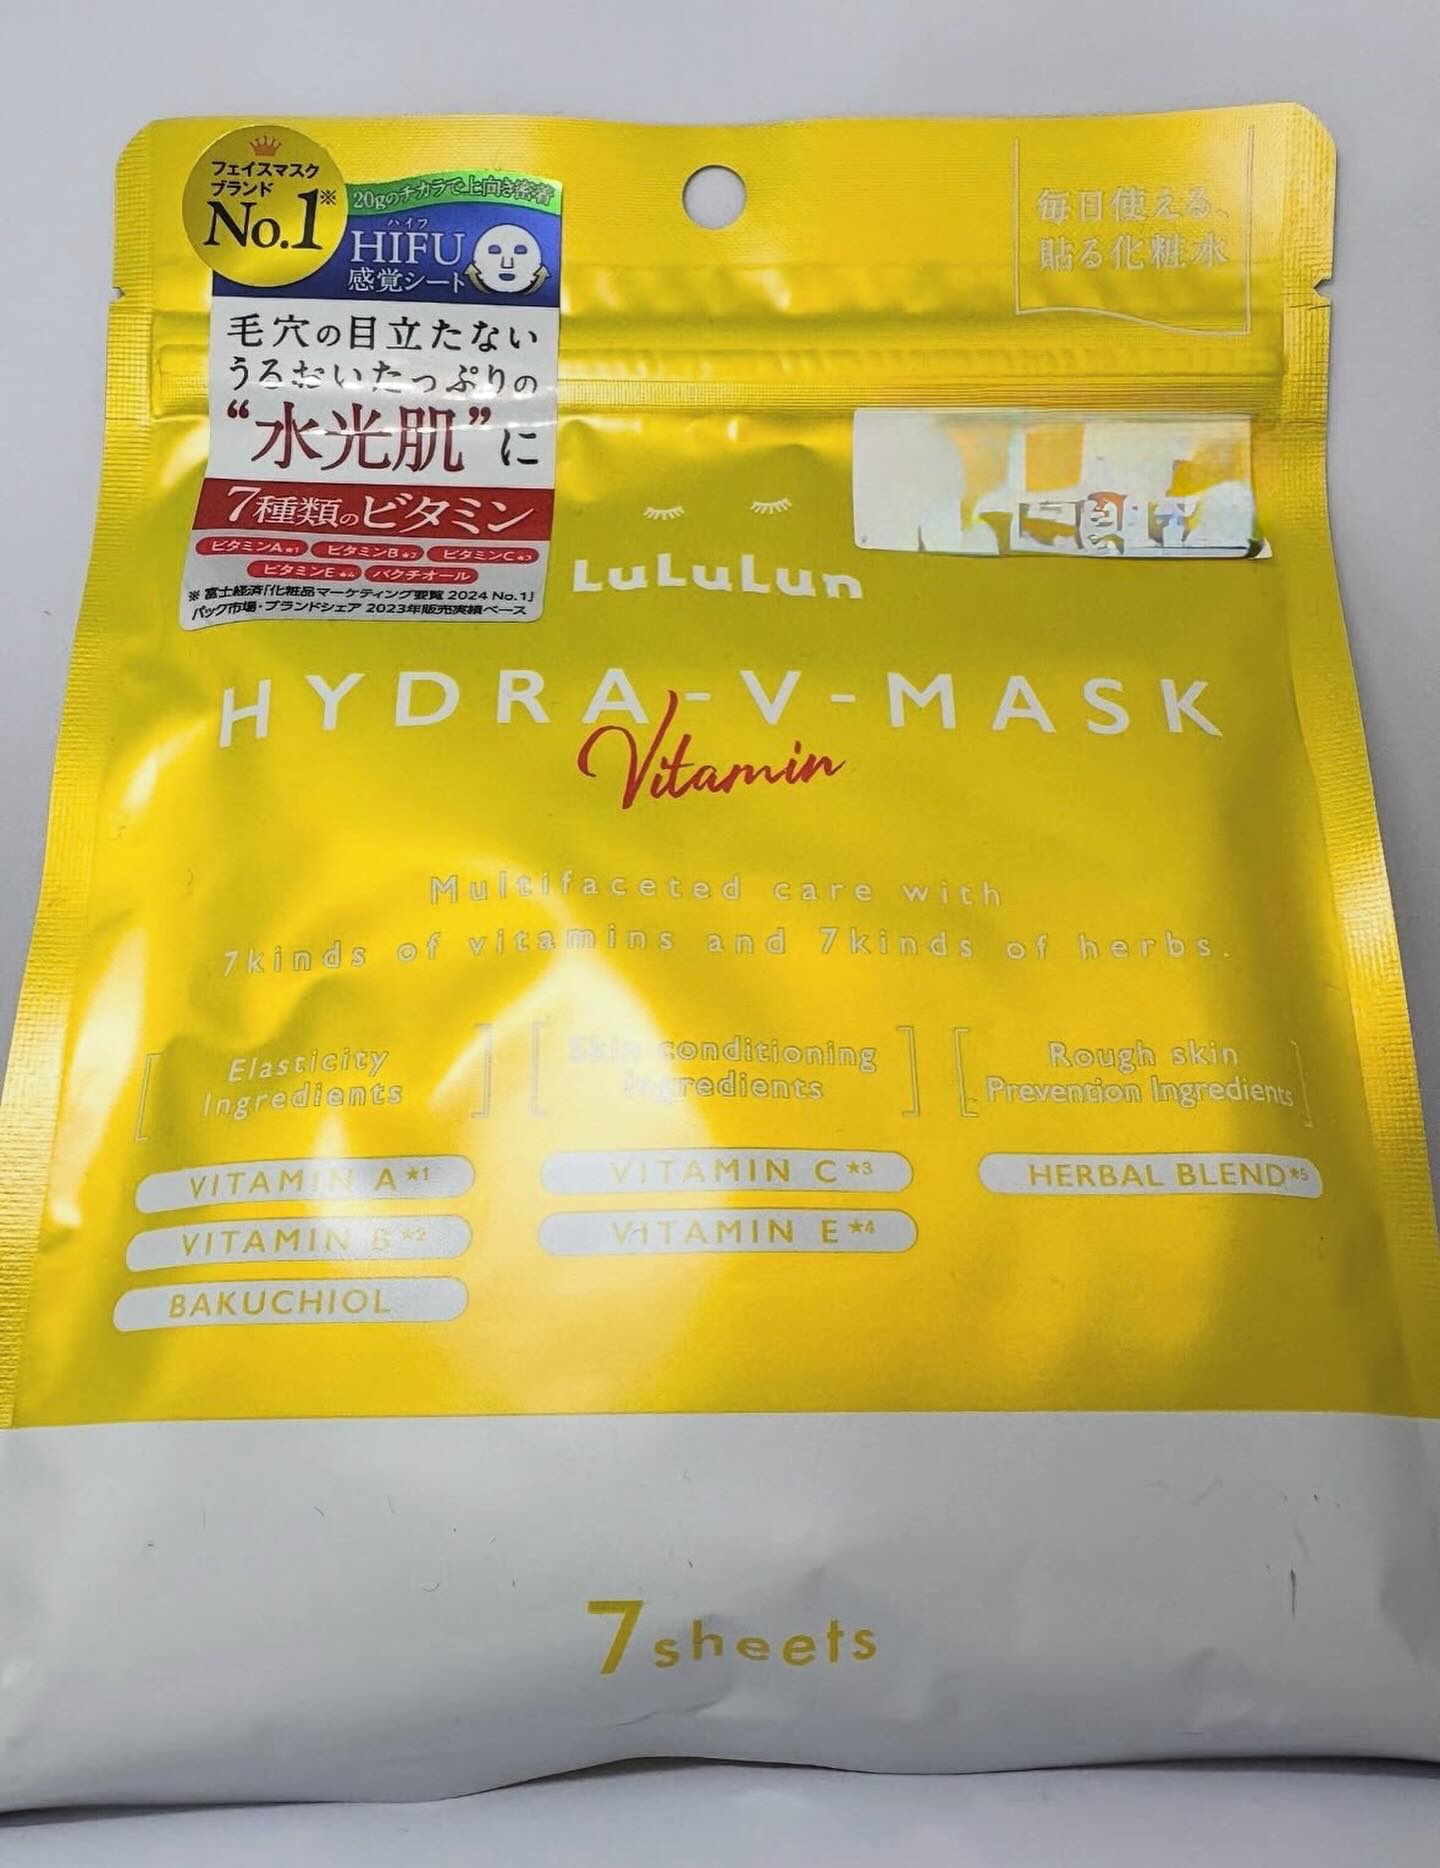 フェイスマスク
ブランド
No.1※
20gのチカラで上向き密着
ハイフ
HIFU
感覚シート
毛穴の目立たない
うるおいたっぷりの
“水光肌”に
7種類のビタミン
ビタミンA★1 ビタミンB★2 ビタミンC★3
ビタミンE★4 バクチオール
※ 富士経済「化粧品マーケティング要覧 2024 No.1」
パック市場・ブランドシェア 2023年販売実績ベース
毎日使える、
貼る化粧水
LuLuLun
HYDRA-V-MASK
Vitamin
Multifaceted care with
7kinds of vitamins and 7kinds of herbs.
Elasticity
Ingredients
VITAMIN A★1
VITAMIN B★2
BAKUCHIOL
Skin conditioning
ingredients
VITAMIN C★3
VITAMIN E★4
Rough skin
Prevention Ingredients
HERBAL BLEND★5
7sheets